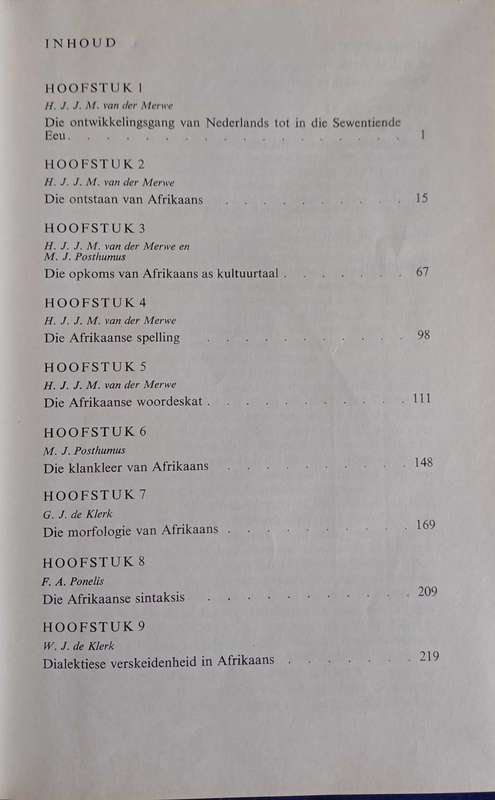 INHOUD
HOOFSTUK 1
H. J. J. M. van der Merwe
Die ontwikkelingsgang van Nederlands tot in die Sewentiende
Eeu . . . . . . . . . . . . . . . . . 1
HOOFSTUK 2
H. J. J. M. van der Merwe
Die ontstaan van Afrikaans . . . . . . . . . . 15
HOOFSTUK 3
H. J. J. M. van der Merwe en
M. J. Posthumus
Die opkoms van Afrikaans as kultuurtaal . . . . . . . 67
HOOFSTUK 4
H. J. J. M. van der Merwe
Die Afrikaanse spelling . . . . . . . . . . . 98
HOOFSTUK 5
H. J. J. M. van der Merwe
Die Afrikaanse woordeskat . . . . . . . . . . . 111
HOOFSTUK 6
M. J. Posthumus
Die klankleer van Afrikaans . . . . . . . . . . 148
HOOFSTUK 7
G. J. de Klerk
Die morfologie van Afrikaans . . . . . . . . . . 169
HOOFSTUK 8
F. A. Ponelis
Die Afrikaanse sintaksis . . . . . . . . . . . 209
HOOFSTUK 9
W. J. de Klerk
Dialektiese verskeidenheid in Afrikaans . . . . . . . 219